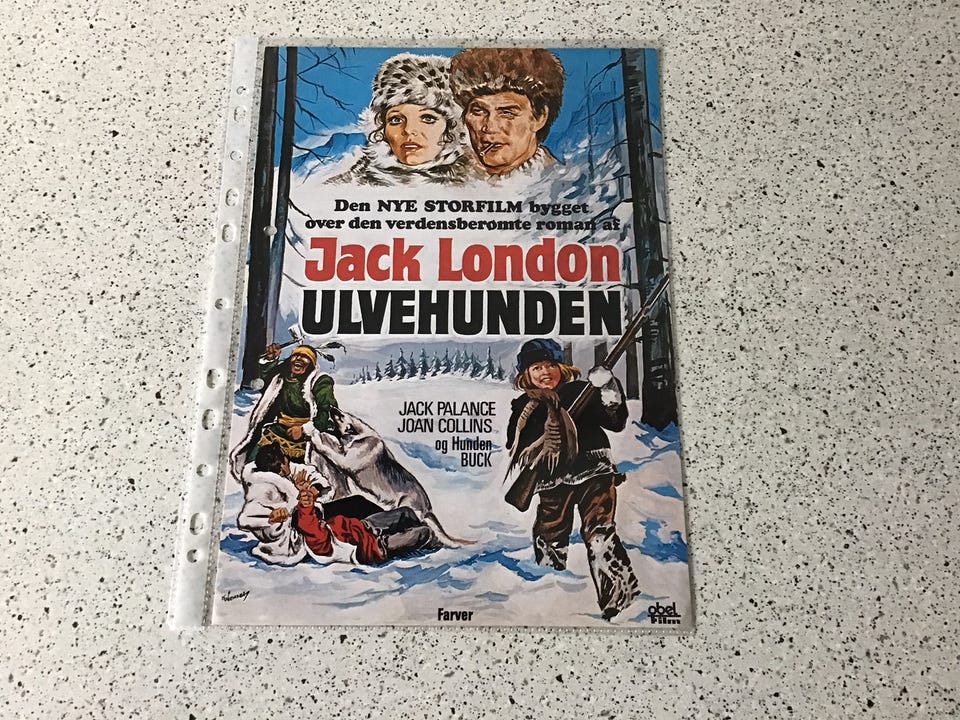 Den NYE STORFILM bygget
over den verdensberømte roman af
Jack London
ULVEHUNDEN
JACK PALANCE
JOAN COLLINS
og Hunden
BUCK
Farver
obel
Film